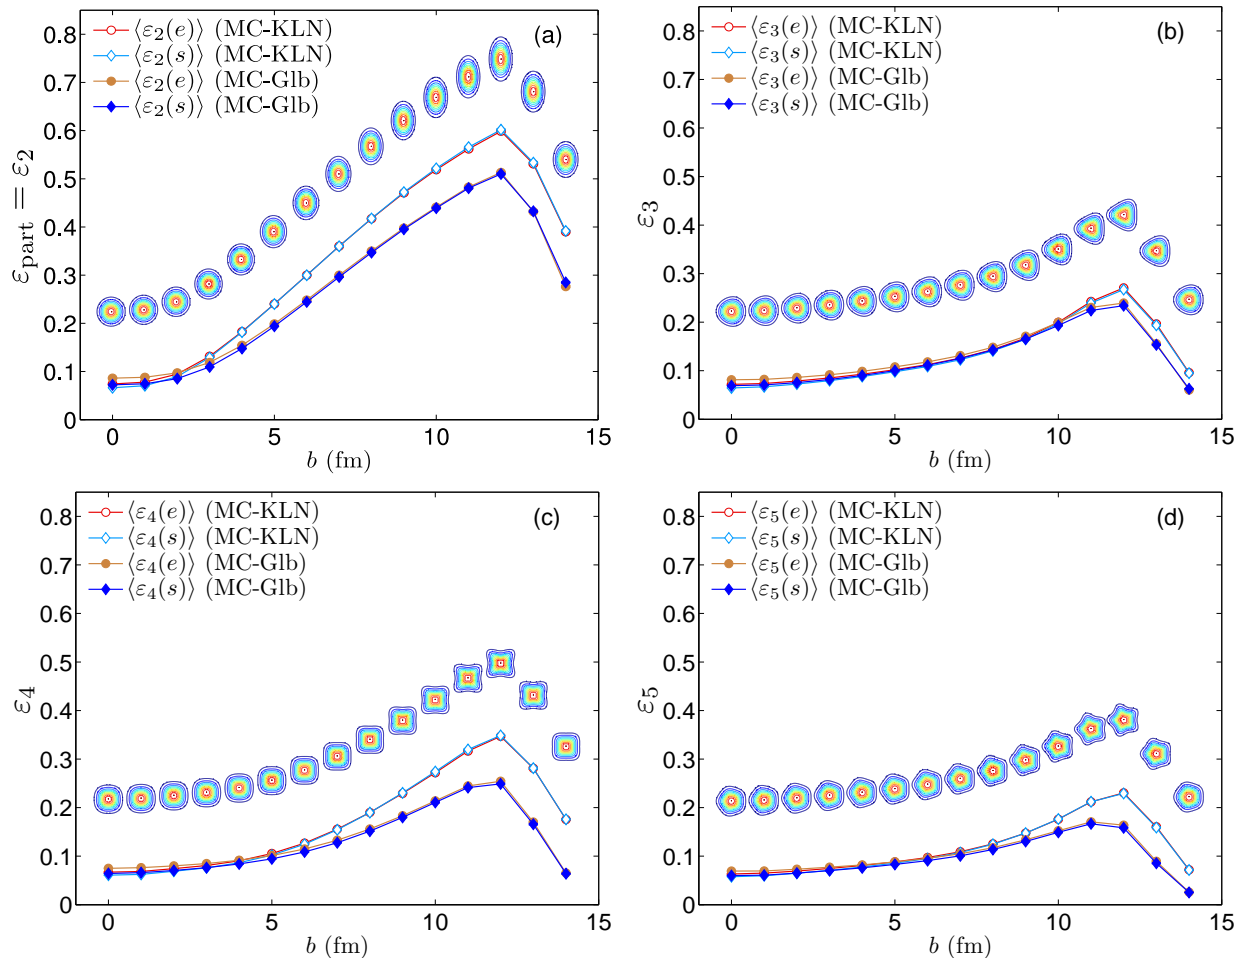 (a)
⟨ε₂(e)⟩ (MC-KLN)
⟨ε₂(s)⟩ (MC-KLN)
⟨ε₂(e)⟩ (MC-Glb)
⟨ε₂(s)⟩ (MC-Glb)
ε_part = ε₂
0.8
0.7
0.6
0.5
0.4
0.3
0.2
0.1
0
0 5 10 15
b (fm)
(b)
⟨ε₃(e)⟩ (MC-KLN)
⟨ε₃(s)⟩ (MC-KLN)
⟨ε₃(e)⟩ (MC-Glb)
⟨ε₃(s)⟩ (MC-Glb)
ε₃
0.8
0.7
0.6
0.5
0.4
0.3
0.2
0.1
0
0 5 10 15
b (fm)
(c)
⟨ε₄(e)⟩ (MC-KLN)
⟨ε₄(s)⟩ (MC-KLN)
⟨ε₄(e)⟩ (MC-Glb)
⟨ε₄(s)⟩ (MC-Glb)
ε₄
0.8
0.7
0.6
0.5
0.4
0.3
0.2
0.1
0
0 5 10 15
b (fm)
(d)
⟨ε₅(e)⟩ (MC-KLN)
⟨ε₅(s)⟩ (MC-KLN)
⟨ε₅(e)⟩ (MC-Glb)
⟨ε₅(s)⟩ (MC-Glb)
ε₅
0.8
0.7
0.6
0.5
0.4
0.3
0.2
0.1
0
0 5 10 15
b (fm)